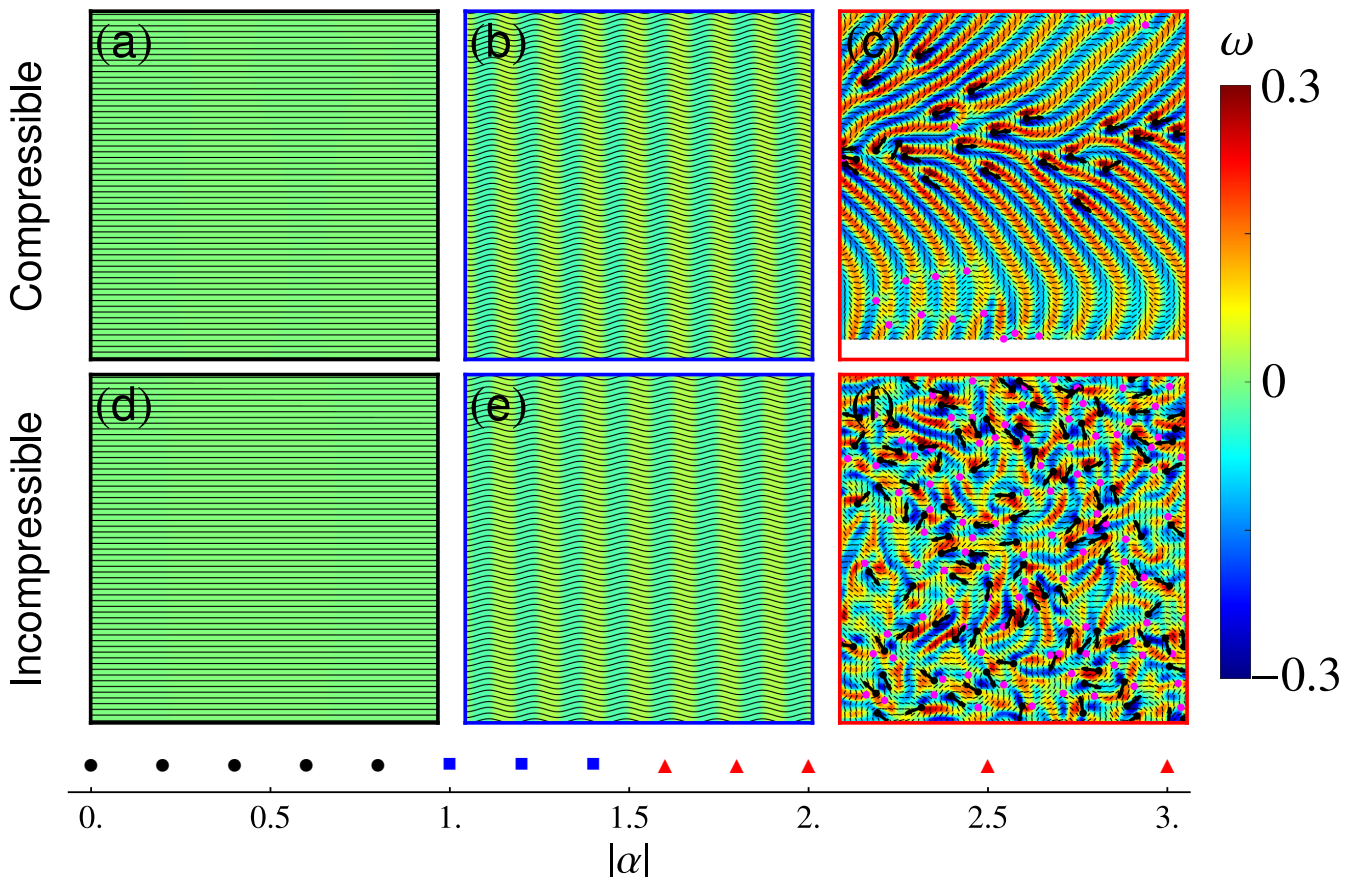 Compressible
(a)
(b)
(c)
ω
0.3
0
−0.3
Incompressible
(d)
(e)
(f)
0. 0.5 1. 1.5 2. 2.5 3.
|α|